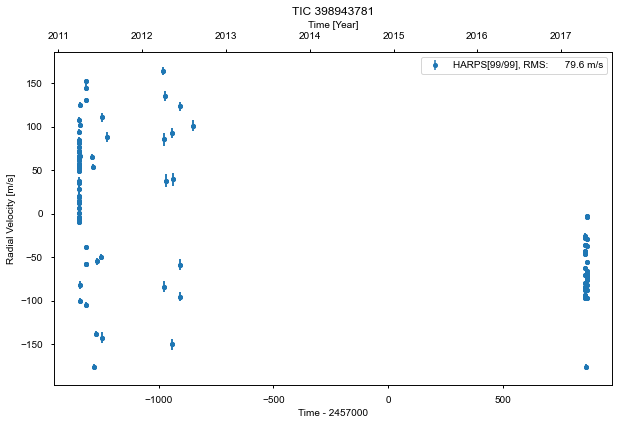 TIC 398943781
Time [Year]
2011 2012 2013 2014 2015 2016 2017
HARPS[99/99], RMS: 79.6 m/s
Radial Velocity [m/s]
150
100
50
0
−50
−100
−150
−1000 −500 0 500
Time - 2457000